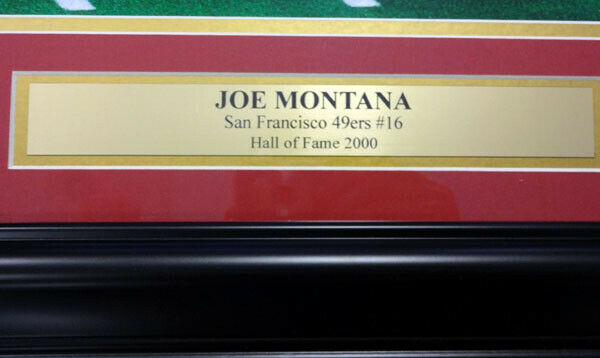 JOE MONTANA
San Francisco 49ers #16
Hall of Fame 2000